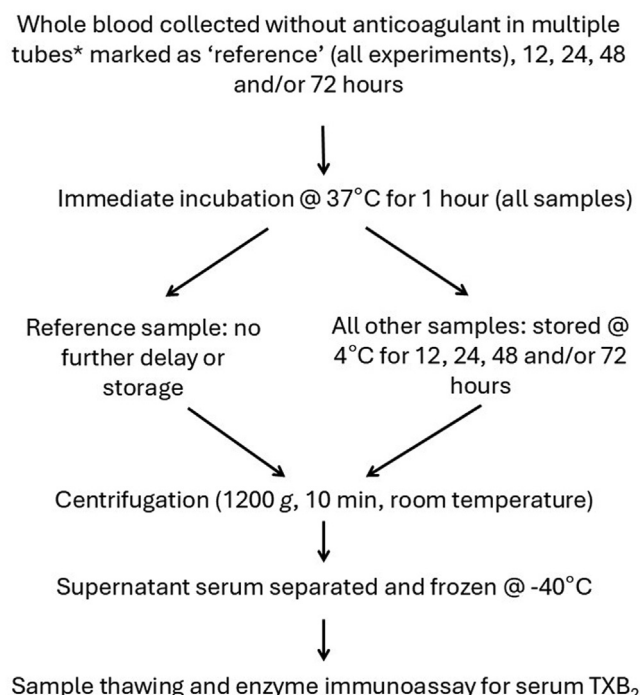 Whole blood collected without anticoagulant in multiple
tubes* marked as ‘reference’ (all experiments), 12, 24, 48
and/or 72 hours
Immediate incubation @ 37°C for 1 hour (all samples)
Reference sample: no
further delay or
storage
All other samples: stored @
4°C for 12, 24, 48 and/or 72
hours
Centrifugation (1200 g, 10 min, room temperature)
Supernatant serum separated and frozen @ -40°C
Sample thawing and enzyme immunoassay for serum TXB₂